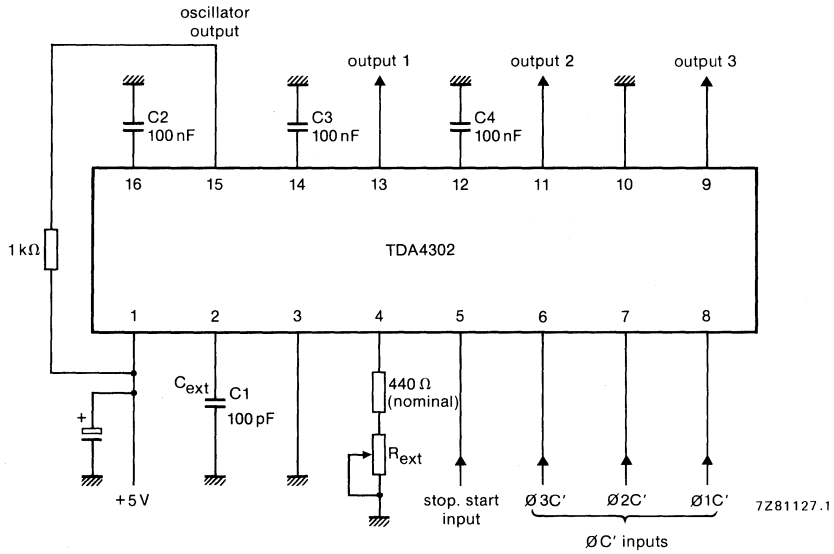 oscillator
output
output 1
output 2
output 3
C2
100 nF
C3
100 nF
C4
100 nF
16
15
14
13
12
11
10
9
1 kΩ
TDA4302
1
2
3
4
5
6
7
8
Cext
C1
100 pF
440 Ω
(nominal)
Rext
+
+5 V
stop. start
input
Ø3C′
Ø2C′
Ø1C′
7Z81127.1
ØC′ inputs